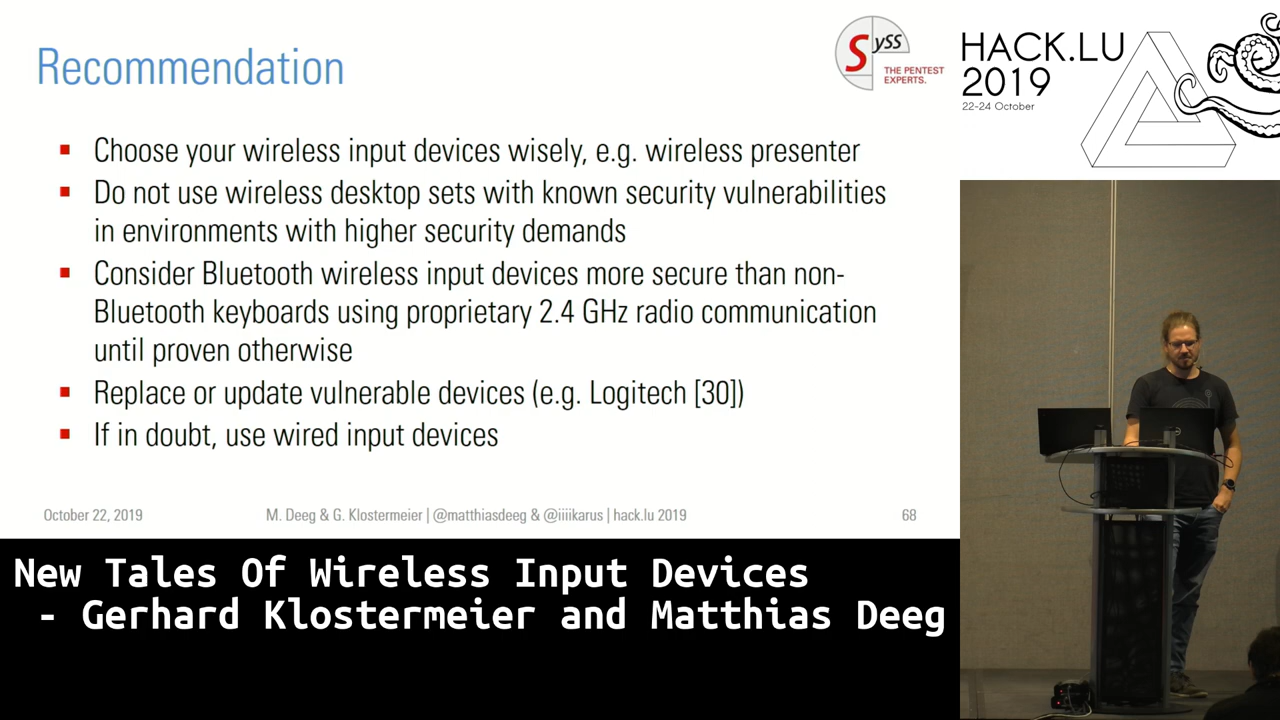 Recommendation
SySS
THE PENTEST
EXPERTS.
HACK.LU
2019
22-24 October
▪ Choose your wireless input devices wisely, e.g. wireless presenter
▪ Do not use wireless desktop sets with known security vulnerabilities
in environments with higher security demands
▪ Consider Bluetooth wireless input devices more secure than non-
Bluetooth keyboards using proprietary 2.4 GHz radio communication
until proven otherwise
▪ Replace or update vulnerable devices (e.g. Logitech [30])
▪ If in doubt, use wired input devices
October 22, 2019
M. Deeg & G. Klostermeier | @matthiasdeeg & @iiiikarus | hack.lu 2019
68
New Tales Of Wireless Input Devices
- Gerhard Klostermeier and Matthias Deeg